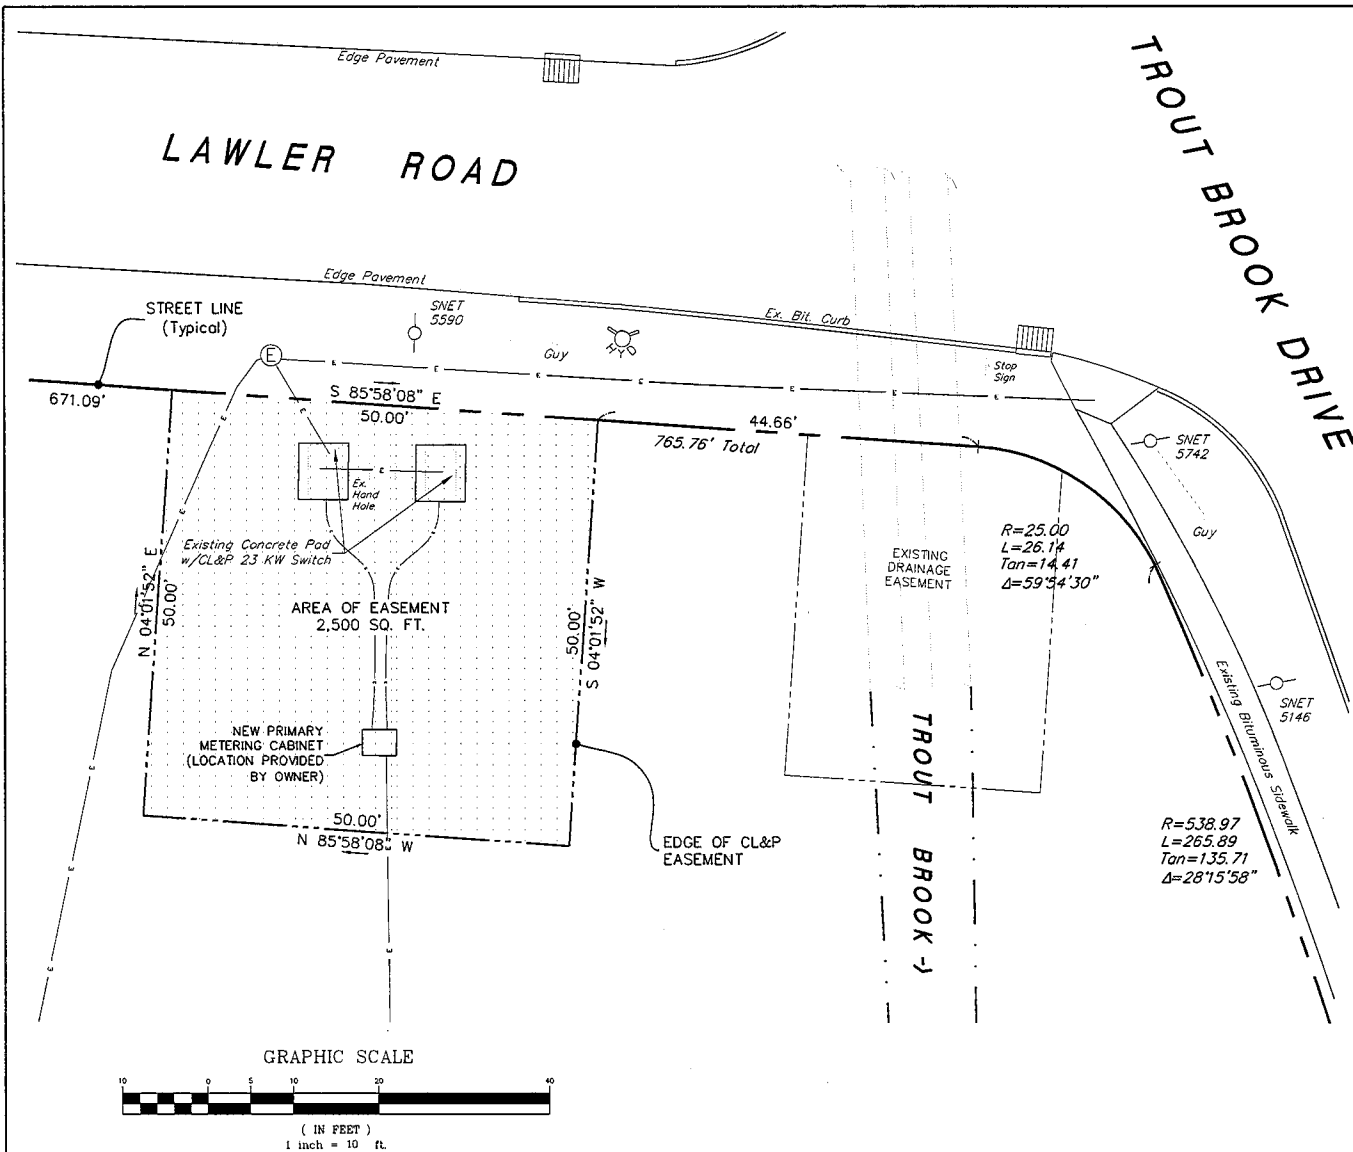 Edge Pavement
LAWLER ROAD
TROUT BROOK DRIVE
Edge Pavement
STREET LINE
(Typical)
SNET
5590
Ex. Bit. Curb
HYD
Guy
Stop
Sign
E
671.09'
S 85°58'08" E
50.00'
44.66'
765.76' Total
SNET
5742
Guy
Ex.
Hand
Hole
Existing Concrete Pad
w/CL&P 23 KW Switch
N 04°01'52" E
50.00'
AREA OF EASEMENT
2,500 SQ. FT.
50.00'
S 04°01'52" W
EXISTING
DRAINAGE
EASEMENT
R=25.00
L=26.14
Tan=14.41
Δ=59°54'30"
Existing Bituminous Sidewalk
SNET
5146
NEW PRIMARY
METERING CABINET
(LOCATION PROVIDED
BY OWNER)
TROUT BROOK ->
50.00'
N 85°58'08" W
EDGE OF CL&P
EASEMENT
R=538.97
L=265.89
Tan=135.71
Δ=28°15'58"
GRAPHIC SCALE
10 0 5 10 20 40
( IN FEET )
1 inch = 10 ft.